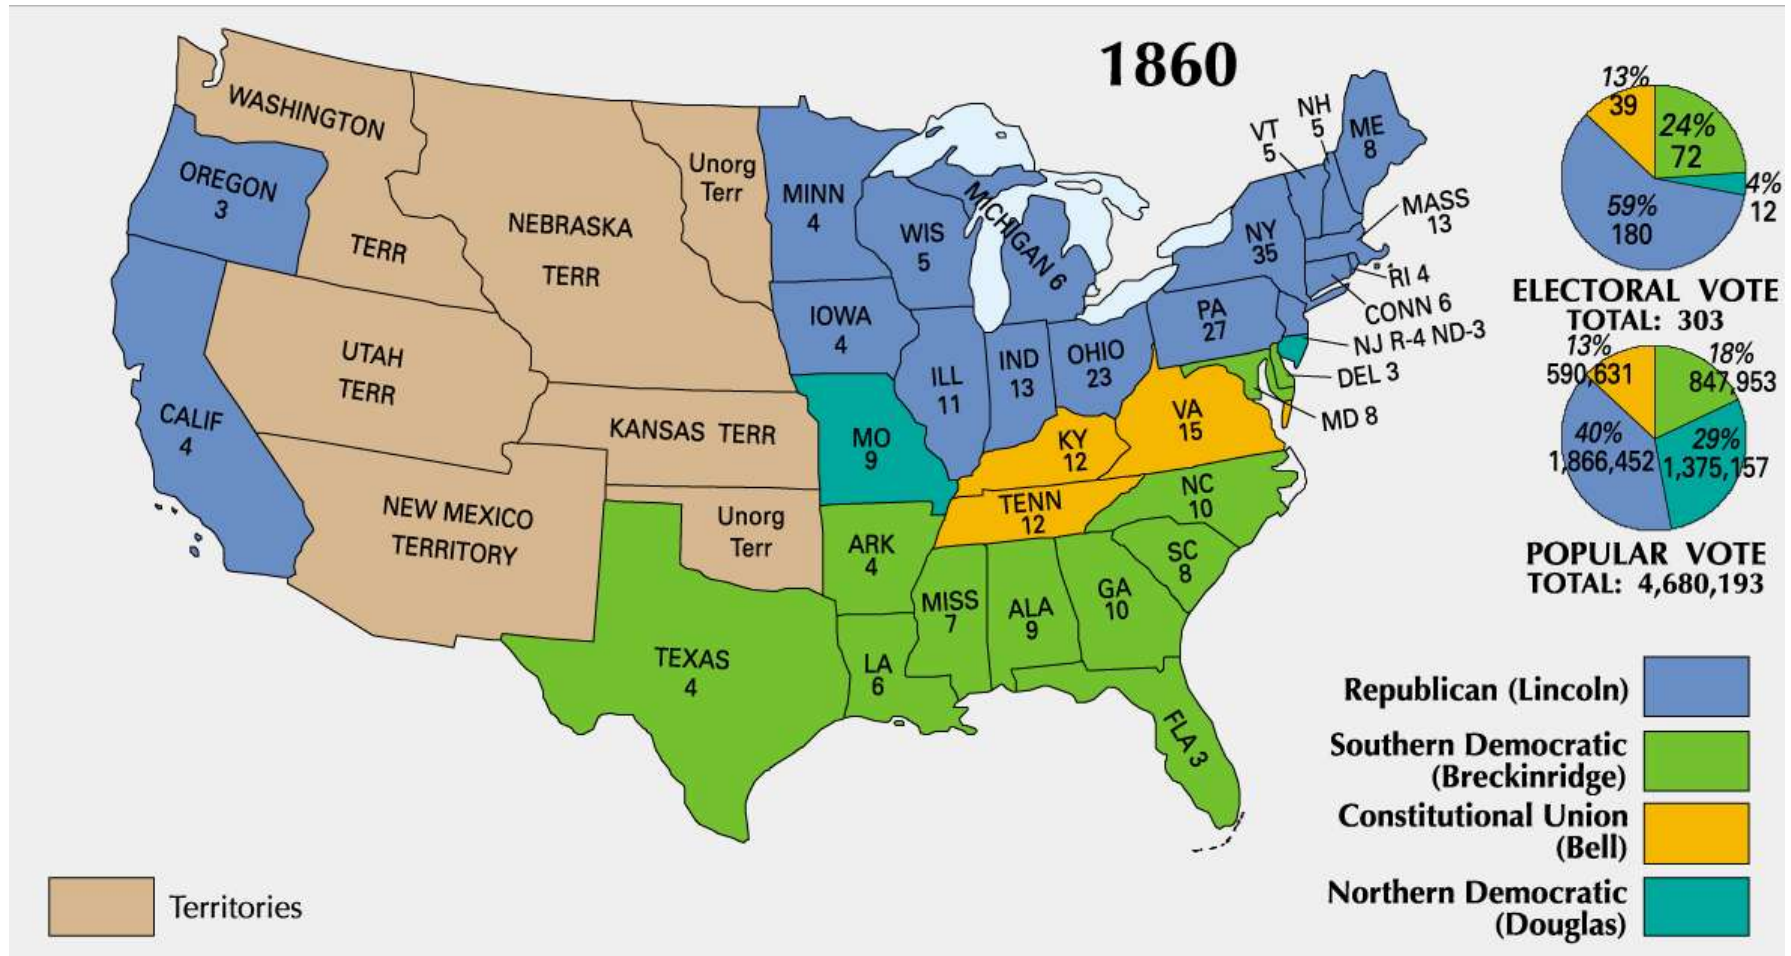 1860
WASHINGTON
TERR
OREGON
3
CALIF
4
NEBRASKA
TERR
Unorg
Terr
UTAH
TERR
KANSAS TERR
NEW MEXICO
TERRITORY
Unorg
Terr
MINN
4
WIS
5
MICHIGAN 6
IOWA
4
ILL
11
IND
13
OHIO
23
PA
27
NY
35
VT
5
NH
5
ME
8
MASS
13
RI 4
CONN 6
NJ R-4 ND-3
DEL 3
MD 8
MO
9
KY
12
VA
15
TENN
12
NC
10
SC
8
ARK
4
MISS
7
ALA
9
GA
10
TEXAS
4
LA
6
FLA 3
13%
39
24%
72
4%
12
59%
180
ELECTORAL VOTE
TOTAL: 303
13%
590,631
18%
847,953
40%
1,866,452
29%
1,375,157
POPULAR VOTE
TOTAL: 4,680,193
Republican (Lincoln)
Southern Democratic
(Breckinridge)
Constitutional Union
(Bell)
Northern Democratic
(Douglas)
Territories